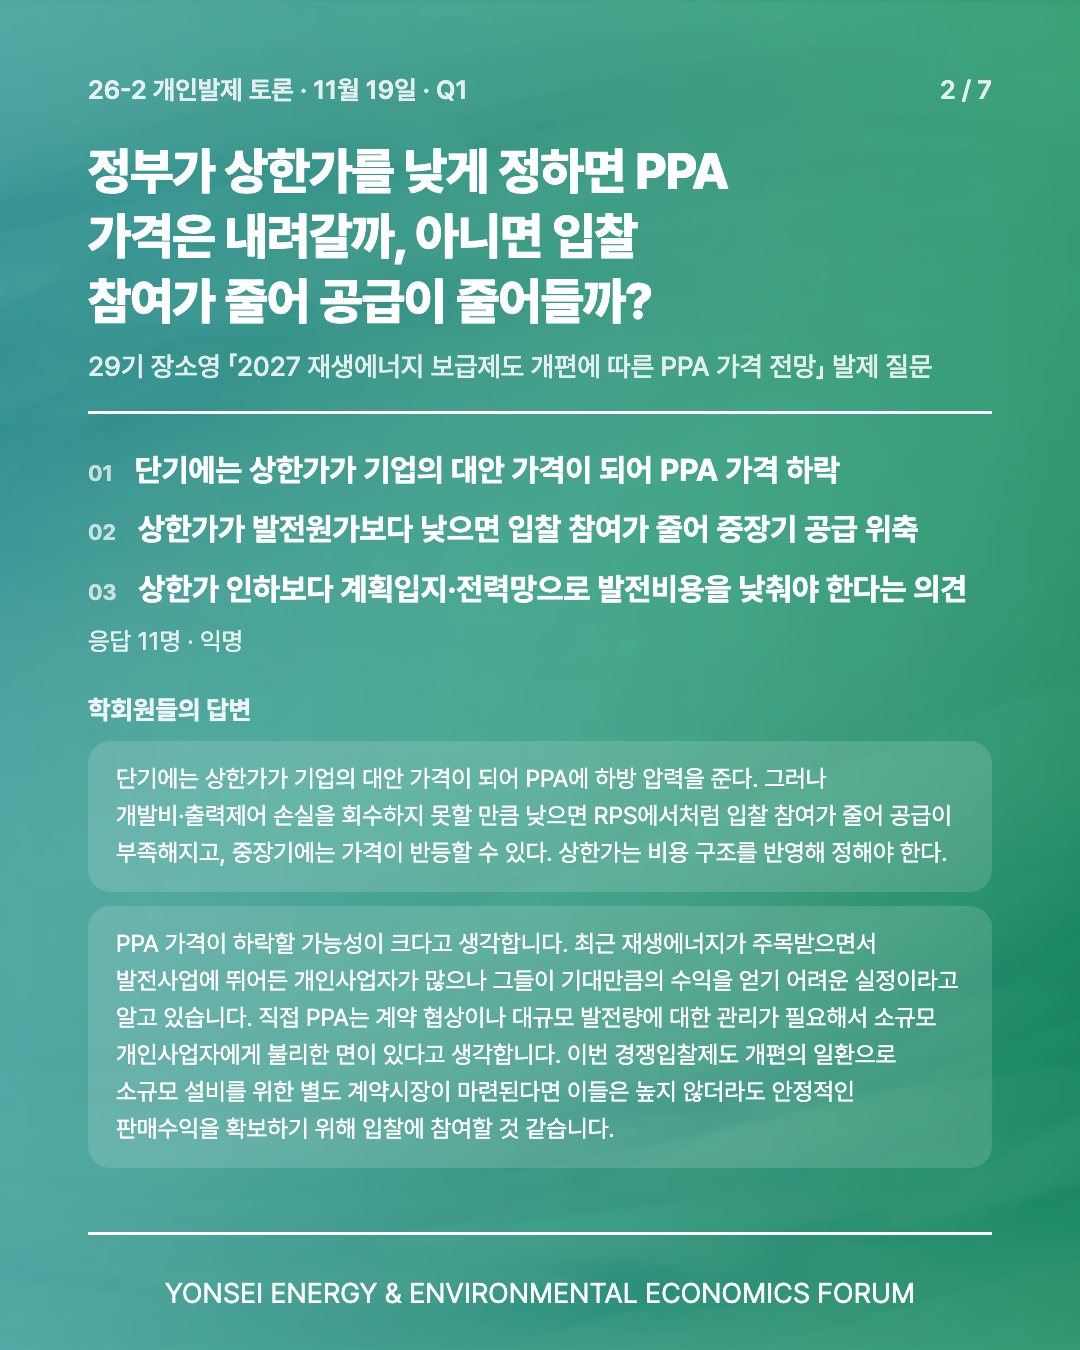 26-2 개인발제 토론 · 11월 19일 · Q1
2 / 7
정부가 상한가를 낮게 정하면 PPA
가격은 내려갈까, 아니면 입찰
참여가 줄어 공급이 줄어들까?
29기 장소영 「2027 재생에너지 보급제도 개편에 따른 PPA 가격 전망」 발제 질문
01 단기에는 상한가가 기업의 대안 가격이 되어 PPA 가격 하락
02 상한가가 발전원가보다 낮으면 입찰 참여가 줄어 중장기 공급 위축
03 상한가 인하보다 계획입지·전력망으로 발전비용을 낮춰야 한다는 의견
응답 11명 · 익명
학회원들의 답변
단기에는 상한가가 기업의 대안 가격이 되어 PPA에 하방 압력을 준다. 그러나
개발비·출력제어 손실을 회수하지 못할 만큼 낮으면 RPS에서처럼 입찰 참여가 줄어 공급이
부족해지고, 중장기에는 가격이 반등할 수 있다. 상한가는 비용 구조를 반영해 정해야 한다.
PPA 가격이 하락할 가능성이 크다고 생각합니다. 최근 재생에너지가 주목받으면서
발전사업에 뛰어든 개인사업자가 많으나 그들이 기대만큼의 수익을 얻기 어려운 실정이라고
알고 있습니다. 직접 PPA는 계약 협상이나 대규모 발전량에 대한 관리가 필요해서 소규모
개인사업자에게 불리한 면이 있다고 생각합니다. 이번 경쟁입찰제도 개편의 일환으로
소규모 설비를 위한 별도 계약시장이 마련된다면 이들은 높지 않더라도 안정적인
판매수익을 확보하기 위해 입찰에 참여할 것 같습니다.
YONSEI ENERGY & ENVIRONMENTAL ECONOMICS FORUM